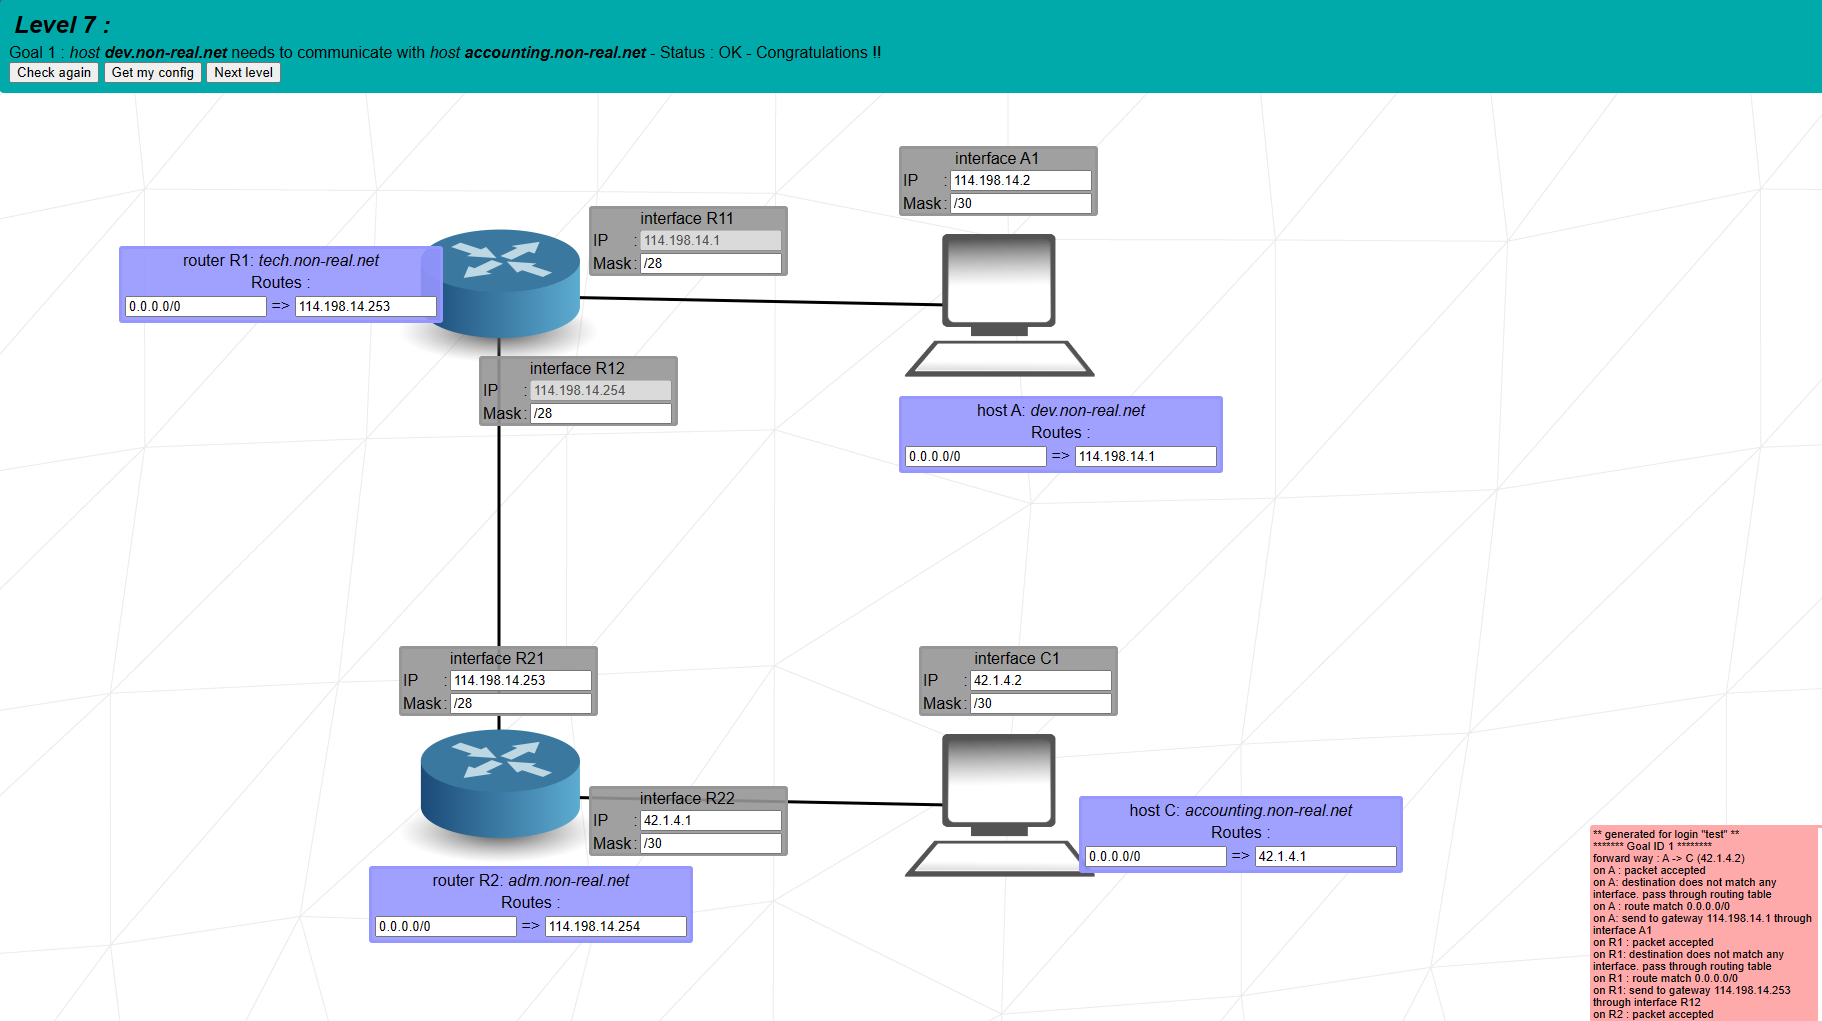 Level 7 :
Goal 1 : host dev.non-real.net needs to communicate with host accounting.non-real.net - Status : OK - Congratulations !!
Check again Get my config Next level
interface A1
IP : 114.198.14.2
Mask : /30
interface R11
IP : 114.198.14.1
Mask : /28
router R1: tech.non-real.net
Routes :
0.0.0.0/0 => 114.198.14.253
interface R12
IP : 114.198.14.254
Mask : /28
host A: dev.non-real.net
Routes :
0.0.0.0/0 => 114.198.14.1
interface R21
IP : 114.198.14.253
Mask : /28
interface C1
IP : 42.1.4.2
Mask : /30
interface R22
IP : 42.1.4.1
Mask : /30
host C: accounting.non-real.net
Routes :
0.0.0.0/0 => 42.1.4.1
router R2: adm.non-real.net
Routes :
0.0.0.0/0 => 114.198.14.254
** generated for login "test" **
******* Goal ID 1 ********
forward way : A -> C (42.1.4.2)
on A : packet accepted
on A: destination does not match any
interface. pass through routing table
on A : route match 0.0.0.0/0
on A: send to gateway 114.198.14.1 through
interface A1
on R1 : packet accepted
on R1: destination does not match any
interface. pass through routing table
on R1 : route match 0.0.0.0/0
on R1: send to gateway 114.198.14.253
through interface R12
on R2 : packet accepted